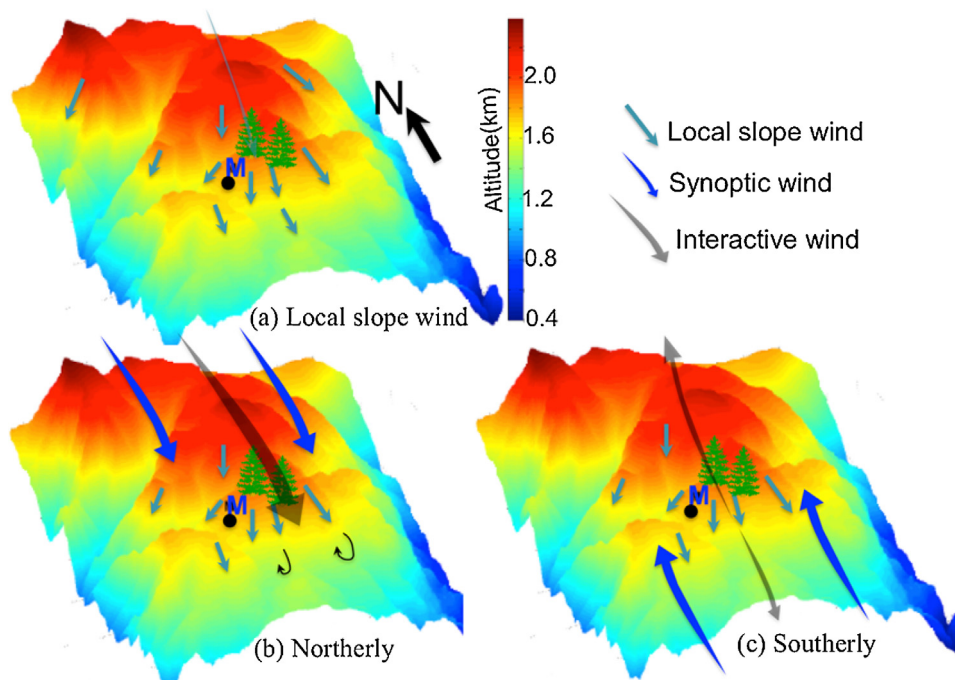 N
M
Altitude(km)
2.0
1.6
1.2
0.8
0.4
Local slope wind
Synoptic wind
Interactive wind
(a) Local slope wind
M
(b) Northerly
M
(c) Southerly